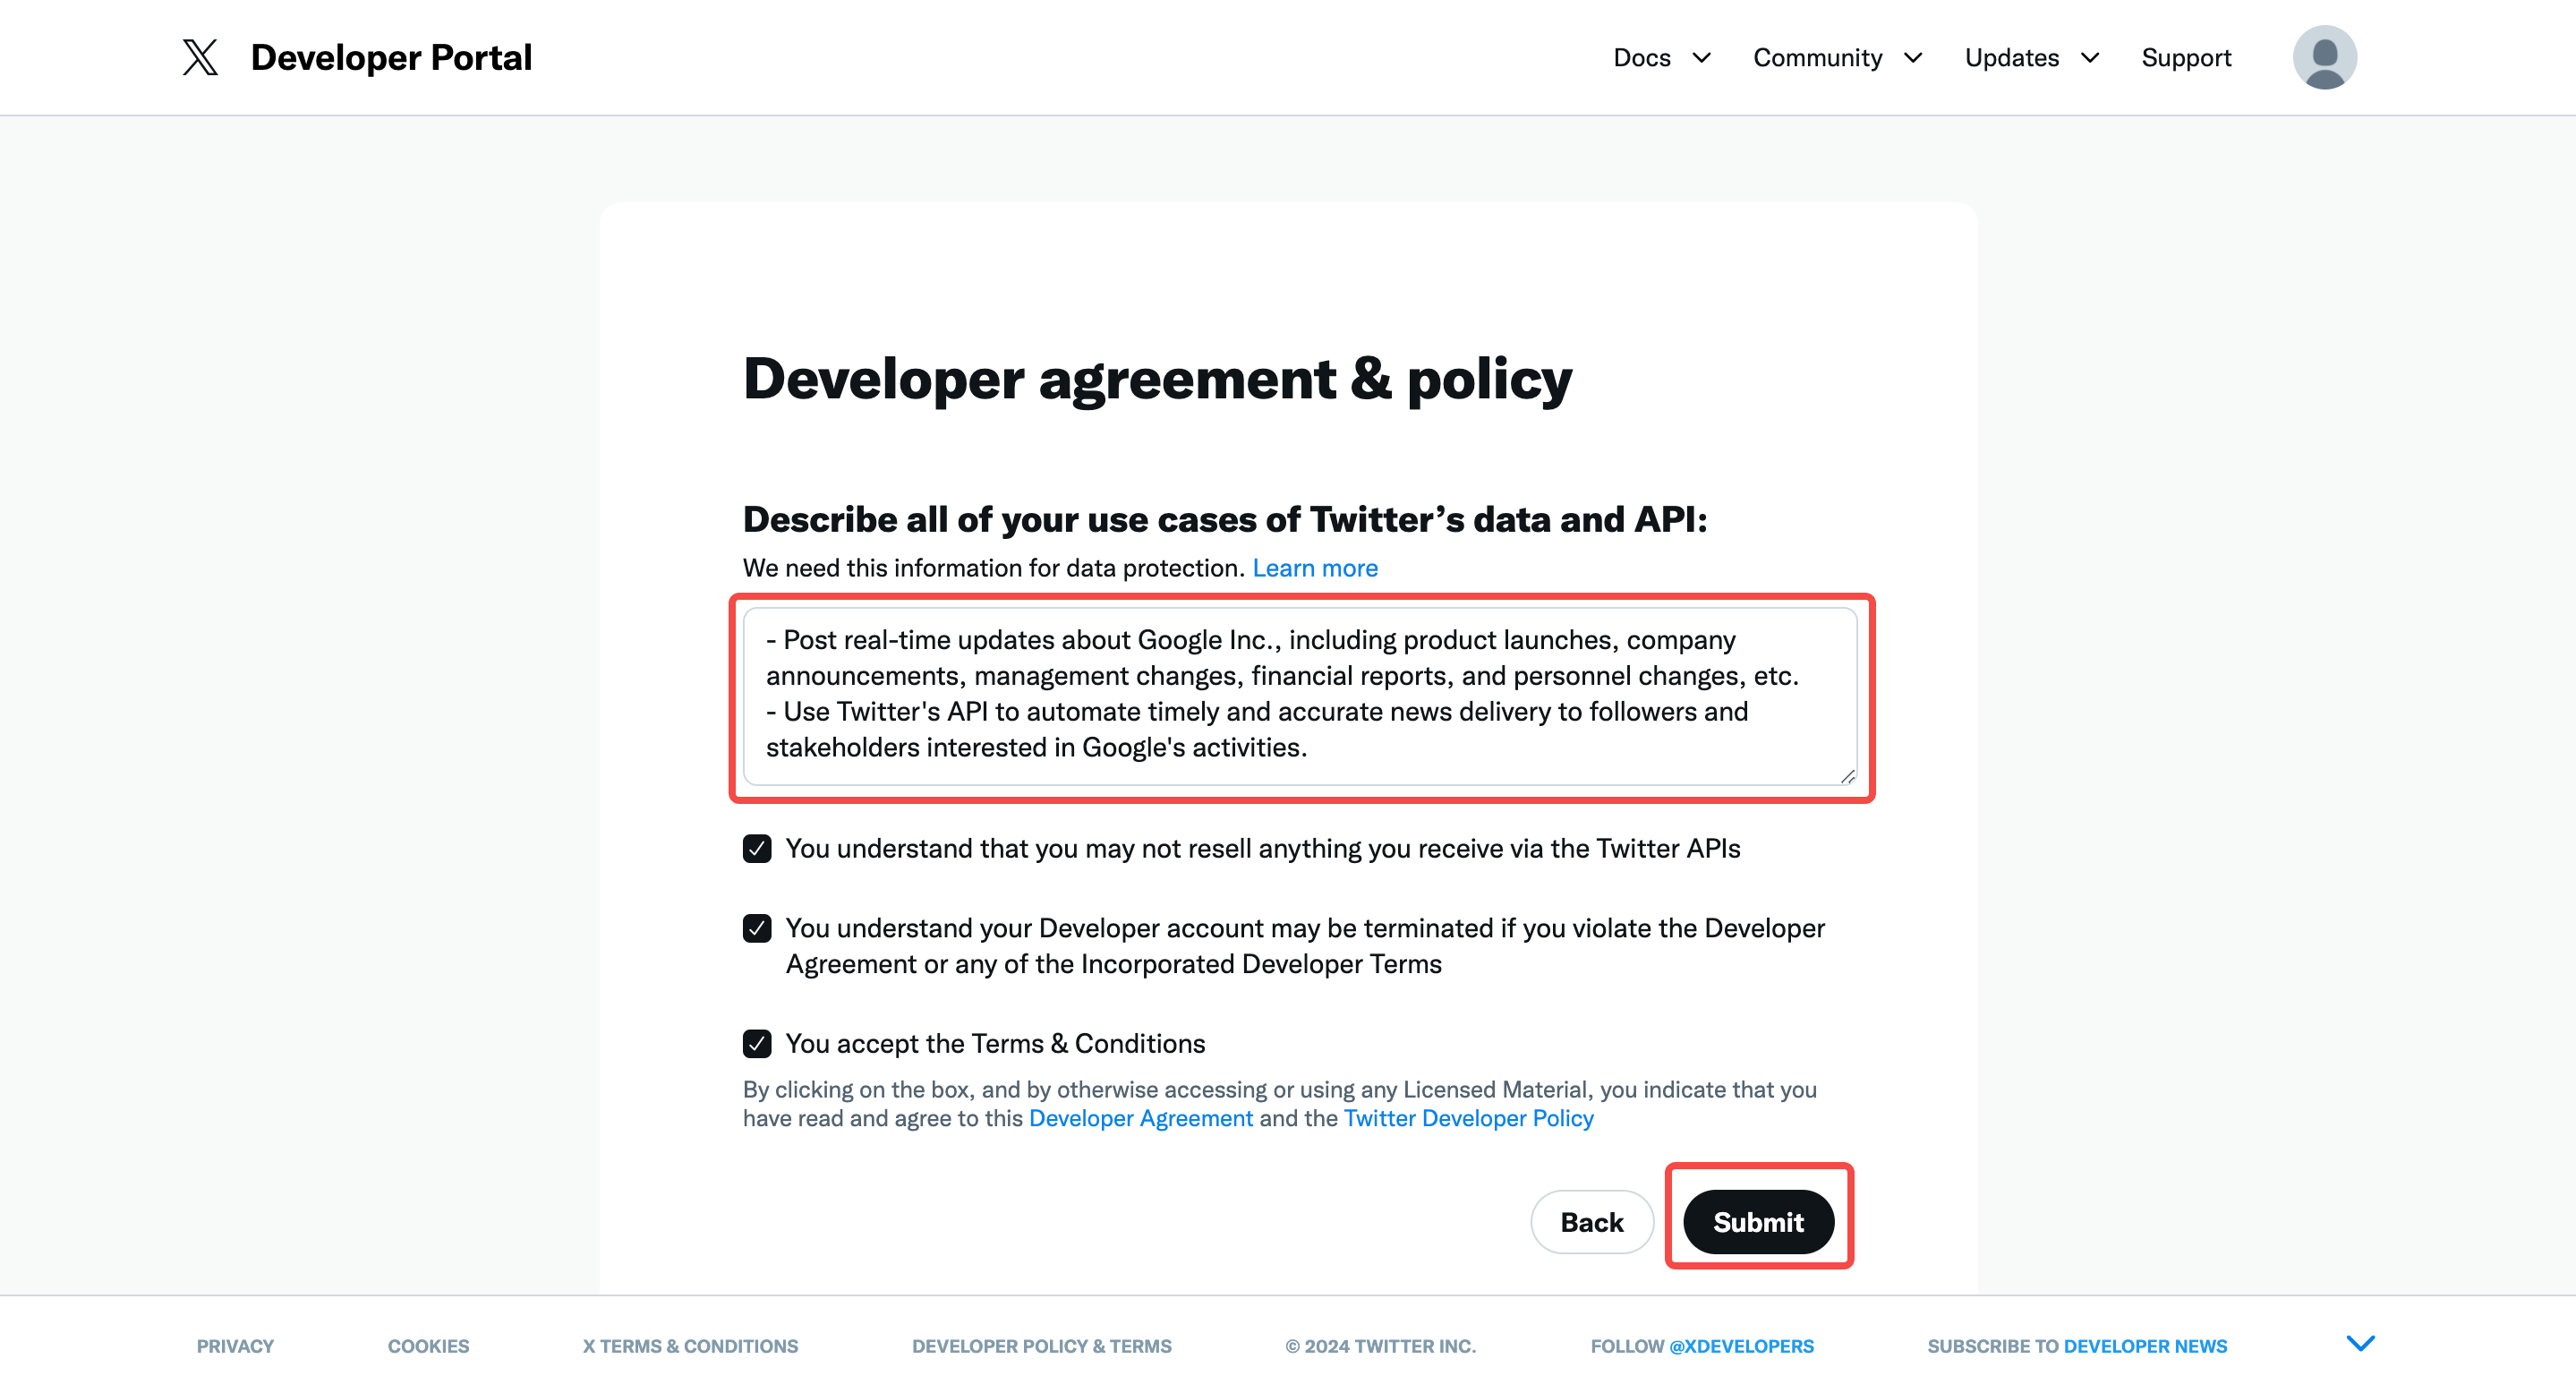 X Developer Portal
Docs Community Updates Support
Developer agreement & policy
Describe all of your use cases of Twitter’s data and API:
We need this information for data protection. Learn more
- Post real-time updates about Google Inc., including product launches, company
announcements, management changes, financial reports, and personnel changes, etc.
- Use Twitter's API to automate timely and accurate news delivery to followers and
stakeholders interested in Google's activities.
You understand that you may not resell anything you receive via the Twitter APIs
You understand your Developer account may be terminated if you violate the Developer
Agreement or any of the Incorporated Developer Terms
You accept the Terms & Conditions
By clicking on the box, and by otherwise accessing or using any Licensed Material, you indicate that you
have read and agree to this Developer Agreement and the Twitter Developer Policy
Back Submit
PRIVACY COOKIES X TERMS & CONDITIONS DEVELOPER POLICY & TERMS © 2024 TWITTER INC. FOLLOW @XDEVELOPERS SUBSCRIBE TO DEVELOPER NEWS